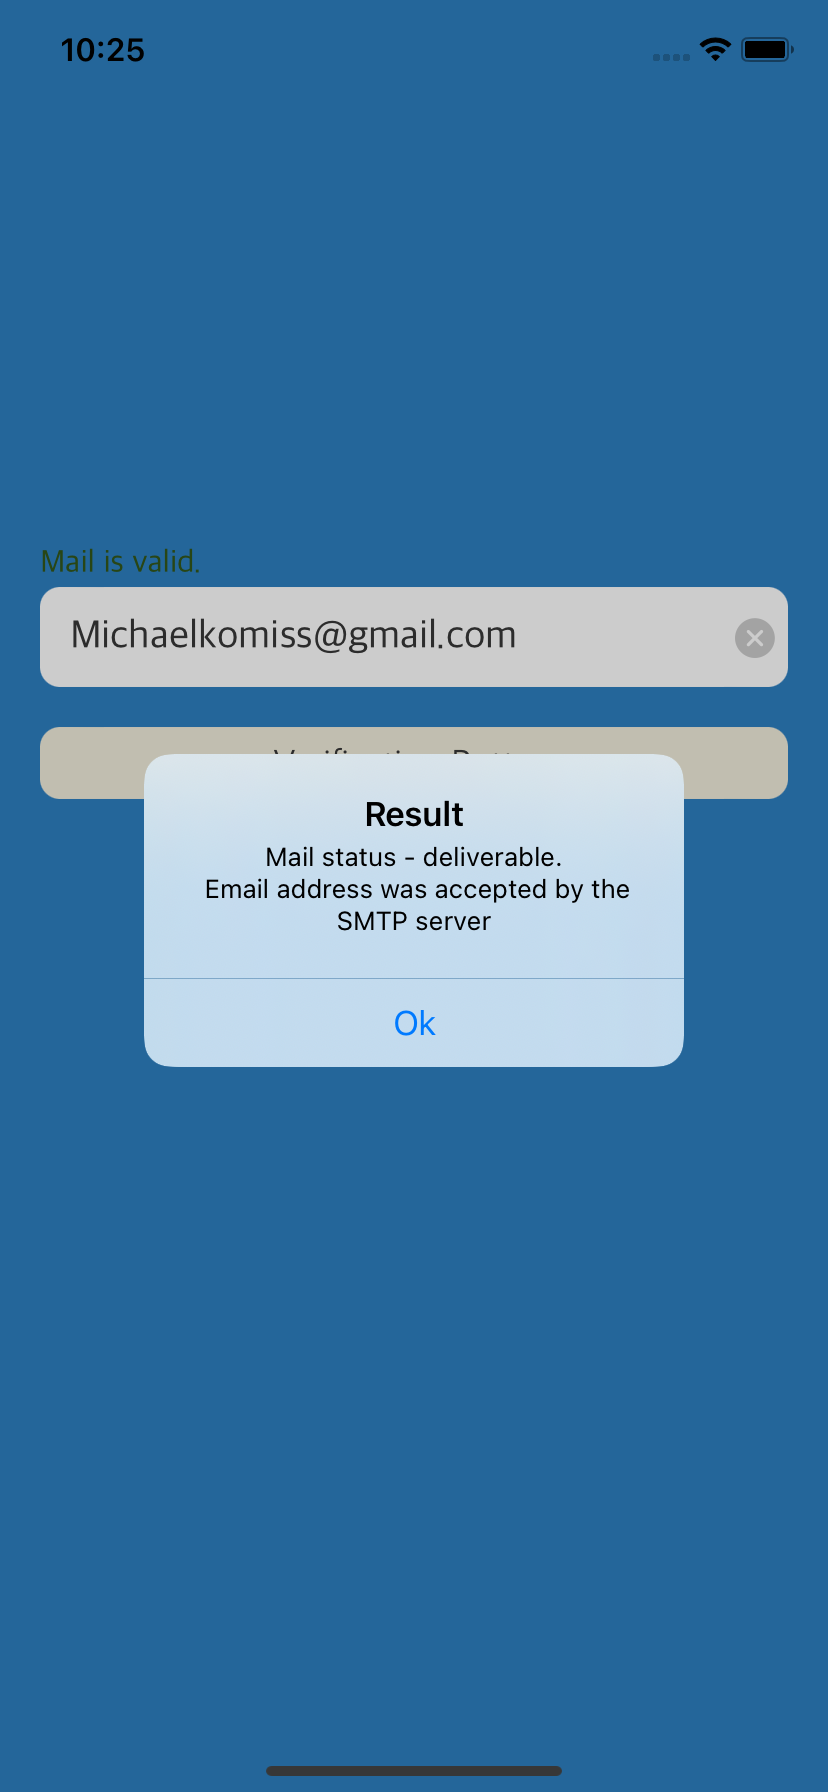 10:25
Mail is valid.
Michaelkomiss@gmail.com
Result
Mail status - deliverable.
Email address was accepted by the
SMTP server
Ok